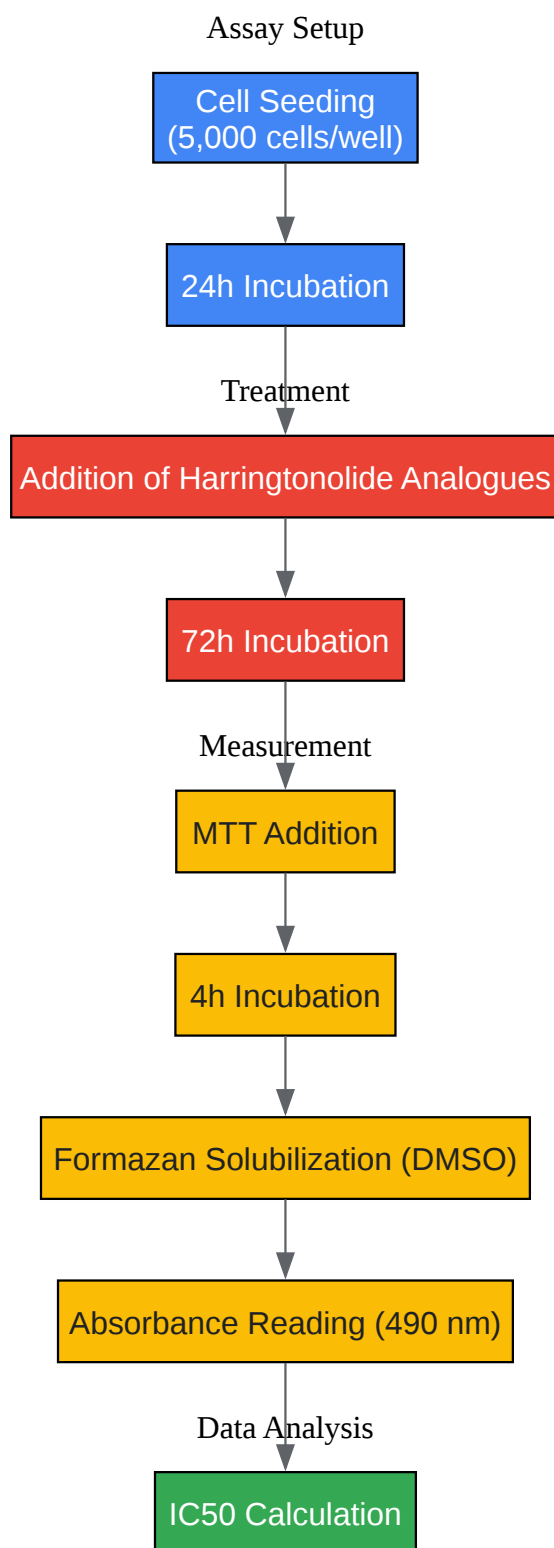 Assay Setup
Cell Seeding
(5,000 cells/well)
24h Incubation
Treatment
Addition of Harringtonolide Analogues
72h Incubation
Measurement
MTT Addition
4h Incubation
Formazan Solubilization (DMSO)
Absorbance Reading (490 nm)
Data Analysis
IC50 Calculation